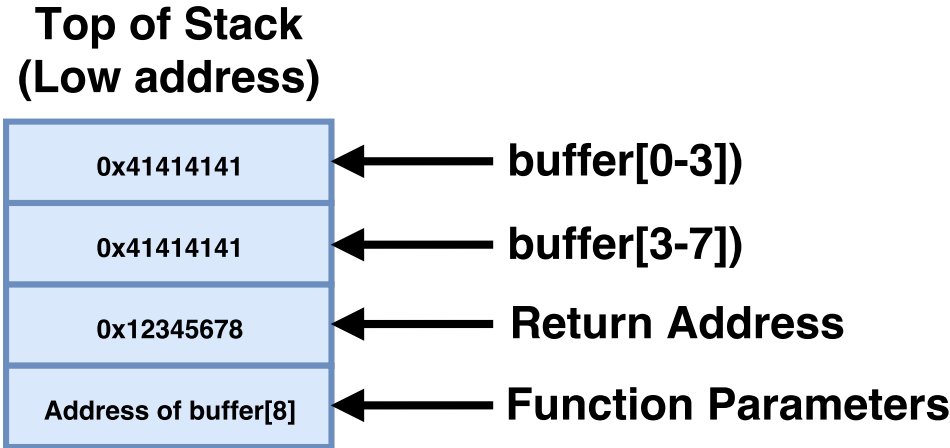 Top of Stack
(Low address)
0x41414141
buffer[0-3])
0x41414141
buffer[3-7])
0x12345678
Return Address
Address of buffer[8]
Function Parameters